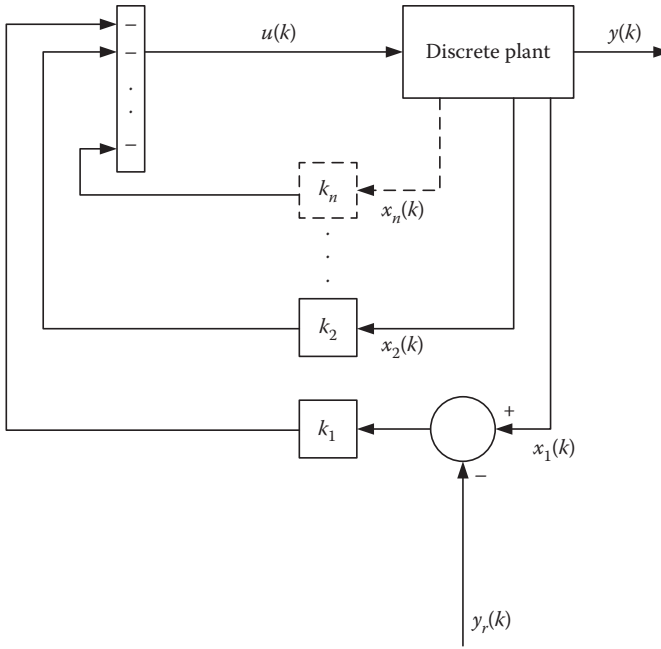 u(k)
y(k)
Discrete plant
–
–
.
.
–
k_n
x_n(k)
.
.
.
k_2
x_2(k)
k_1
+
x_1(k)
–
y_r(k)